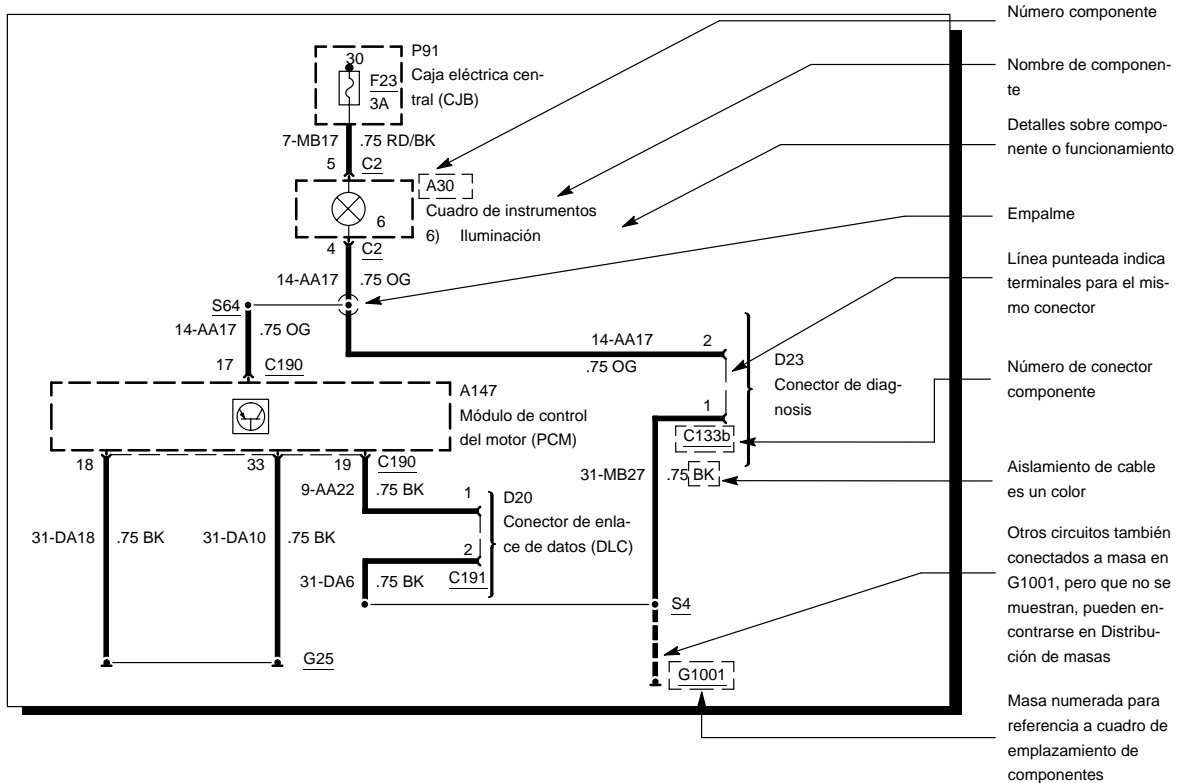 Número componente
Nombre de componen-
te
Detalles sobre compo-
nente o funcionamiento
Empalme
Línea punteada indica
terminales para el mis-
mo conector
Número de conector
componente
Aislamiento de cable
es un color
Otros circuitos también
conectados a masa en
G1001, pero que no se
muestran, pueden en-
contrarse en Distribu-
ción de masas
Masa numerada para
referencia a cuadro de
emplazamiento de
componentes
30
F23
3A
P91
Caja eléctrica cen-
tral (CJB)
7-MB17 .75 RD/BK
5 C2
A30
Cuadro de instrumentos
6) Iluminación
6
4 C2
14-AA17 .75 OG
S64
14-AA17 .75 OG
17 C190
14-AA17 2
.75 OG
D23
Conector de diag-
nosis
1
C133b
A147
Módulo de control
del motor (PCM)
18 33 19 C190
9-AA22 .75 BK
31-MB27 .75 BK
1
D20
Conector de enla-
ce de datos (DLC)
2
31-DA18 .75 BK
31-DA10 .75 BK
31-DA6 .75 BK
C191
S4
G25
G1001